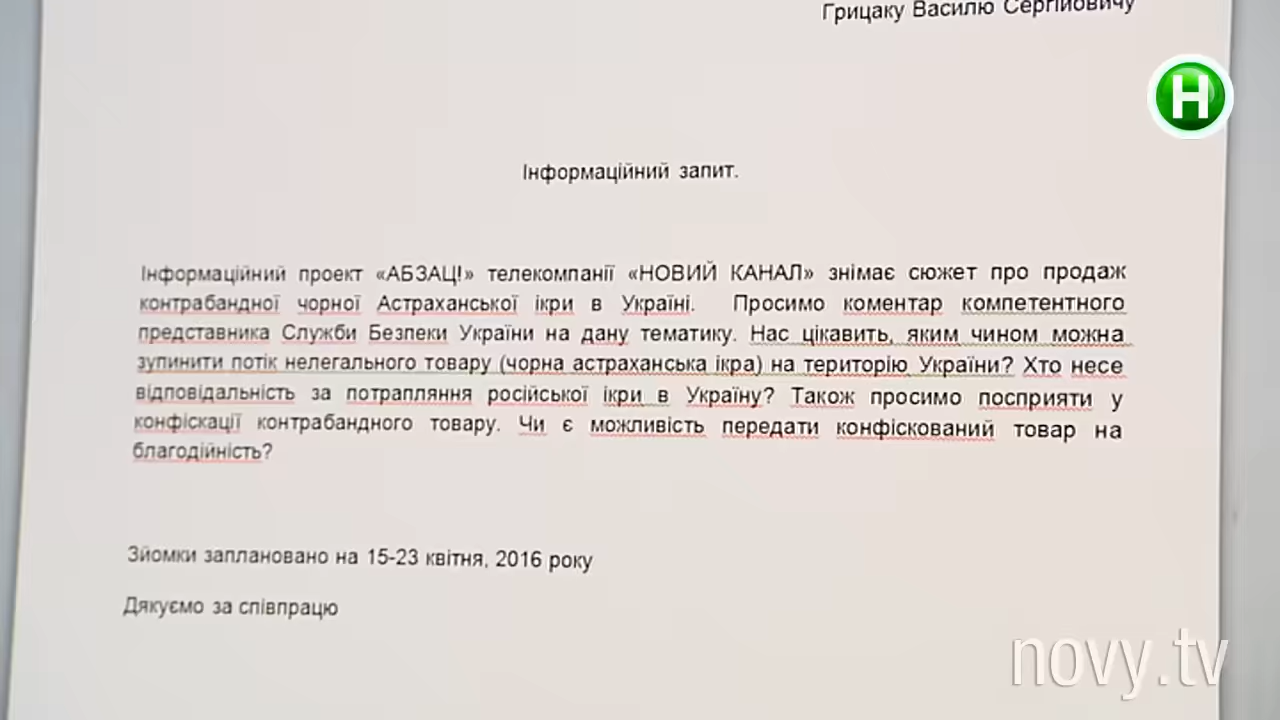 Грицаку Василю Сергійовичу
Н
Інформаційний запит.
Інформаційний проект «АБЗАЦ!» телекомпанії «НОВИЙ КАНАЛ» знімає сюжет про продаж
контрабандної чорної Астраханської ікри в Україні. Просимо коментар компетентного
представника Служби Безпеки України на дану тематику. Нас цікавить, яким чином можна
зупинити потік нелегального товару (чорна астраханська ікра) на територію України? Хто несе
відповідальність за потрапляння російської ікри в Україну? Також просимо посприяти у
конфіскації контрабандного товару. Чи є можливість передати конфіскований товар на
благодійність?
Зйомки заплановано на 15-23 квітня, 2016 року
Дякуємо за співпрацю
novy.tv